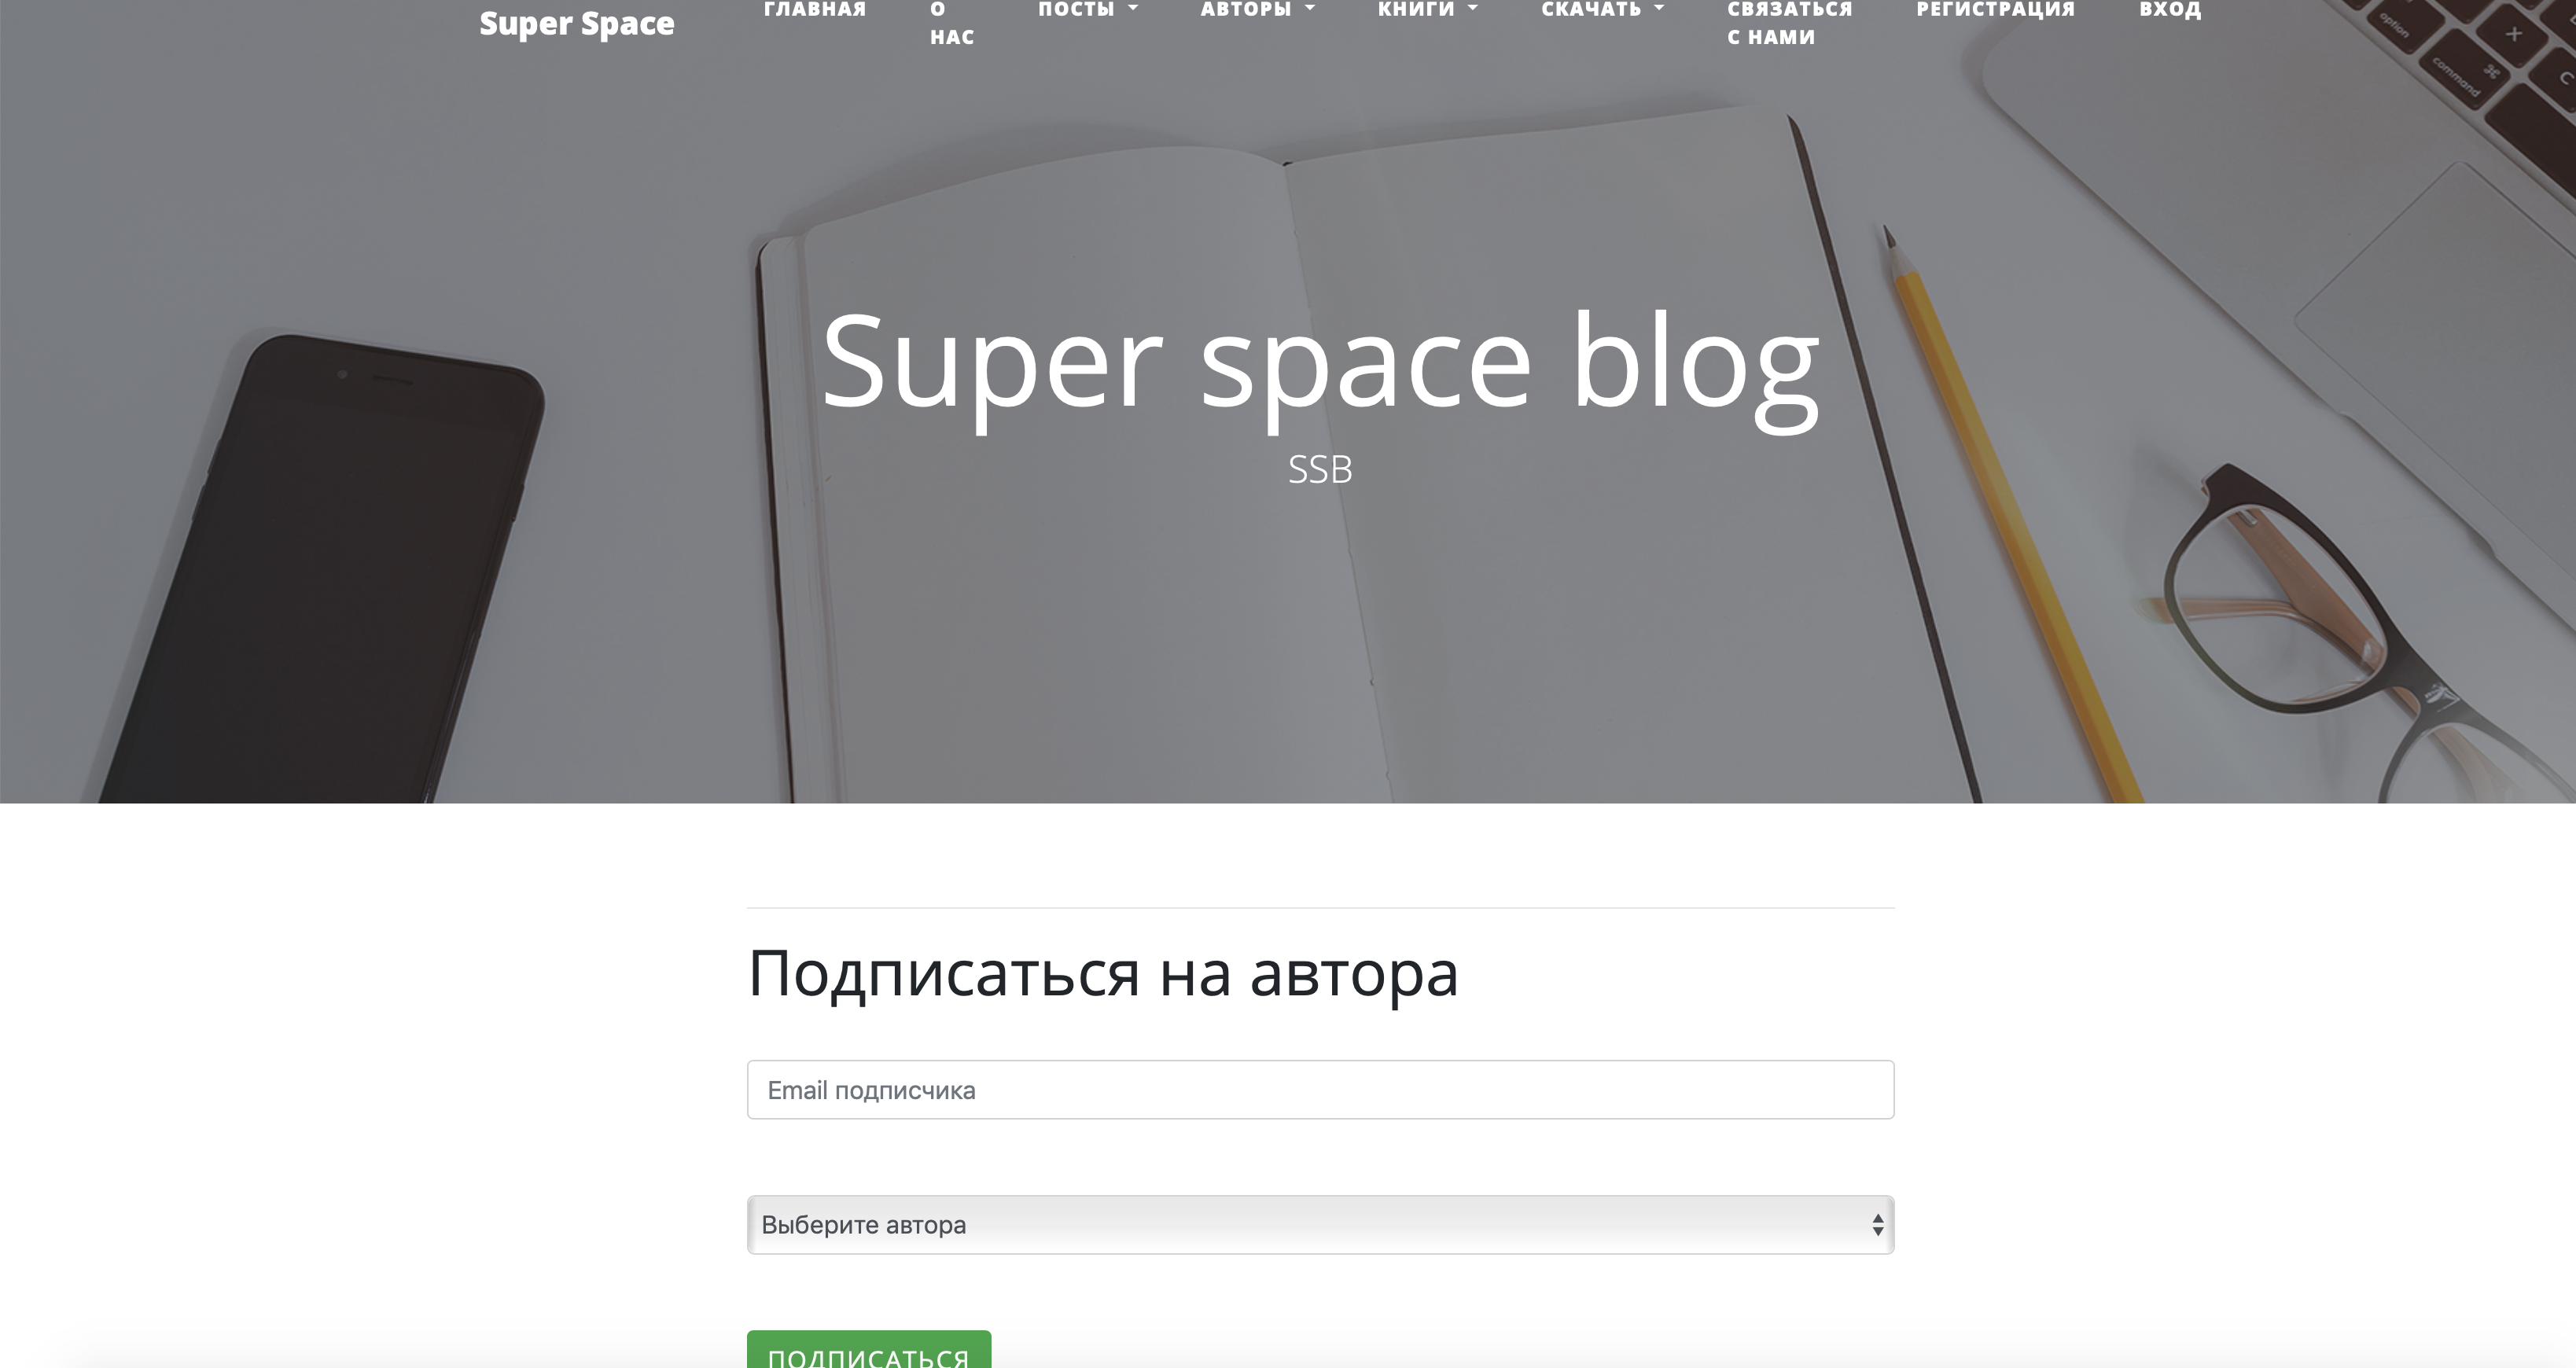 Super Space
ГЛАВНАЯ
О НАС
ПОСТЫ
АВТОРЫ
КНИГИ
СКАЧАТЬ
СВЯЗАТЬСЯ С НАМИ
РЕГИСТРАЦИЯ
ВХОД
option
command
X
C
Super space blog
SSB
Подписаться на автора
Email подписчика
Выберите автора
ПОДПИСАТЬСЯ